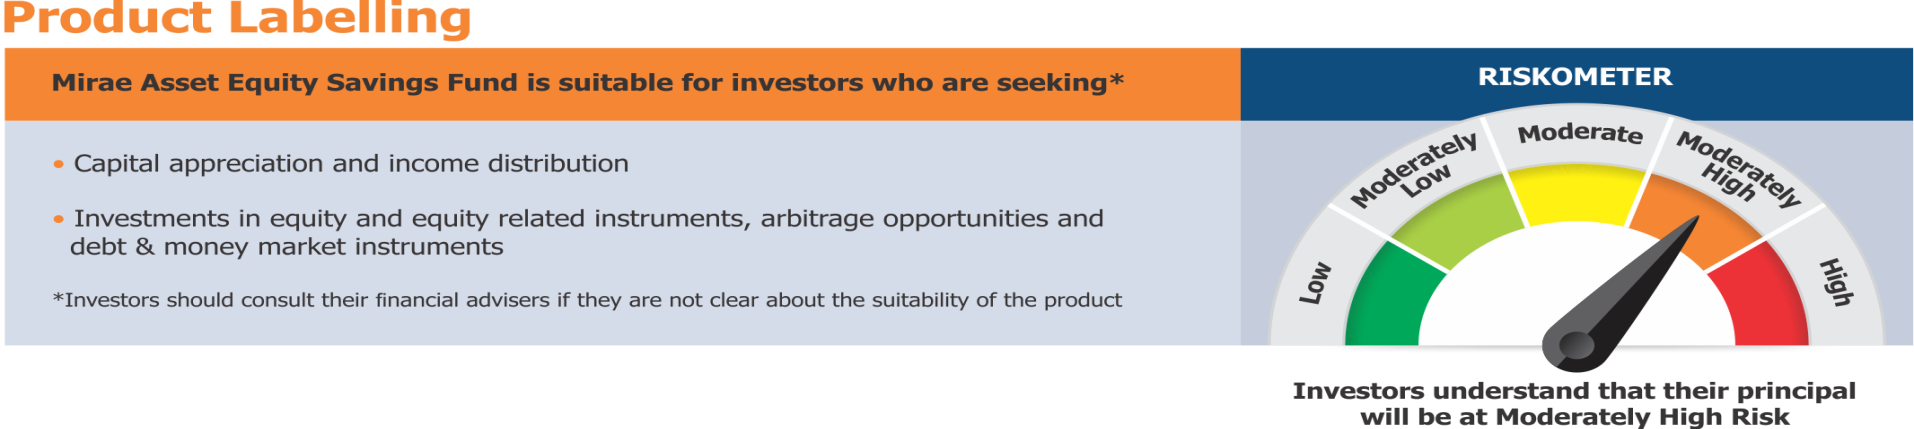 Product Labelling
Mirae Asset Equity Savings Fund is suitable for investors who are seeking*
• Capital appreciation and income distribution
• Investments in equity and equity related instruments, arbitrage opportunities and
debt & money market instruments
*Investors should consult their financial advisers if they are not clear about the suitability of the product
RISKOMETER
Low
Moderately
Low
Moderate
Moderately
High
High
Investors understand that their principal
will be at Moderately High Risk